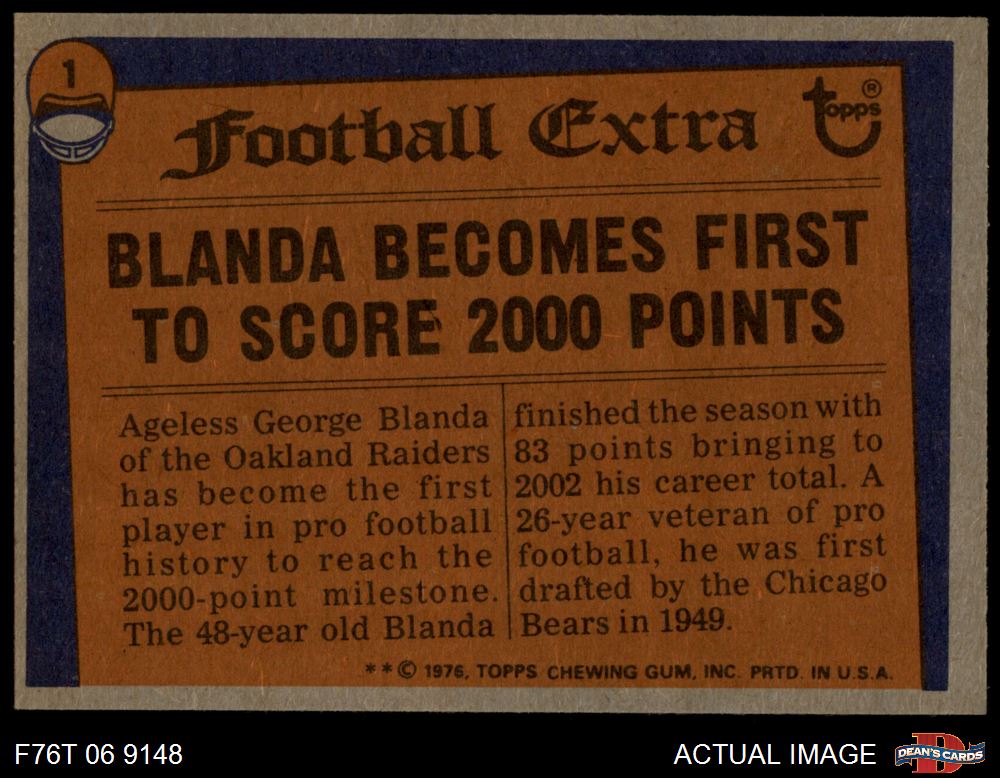 1
Football Extra
topps®
BLANDA BECOMES FIRST
TO SCORE 2000 POINTS
Ageless George Blanda
of the Oakland Raiders
has become the first
player in pro football
history to reach the
2000-point milestone.
The 48-year old Blanda
finished the season with
83 points bringing to
2002 his career total. A
26-year veteran of pro
football, he was first
drafted by the Chicago
Bears in 1949.
**© 1976, TOPPS CHEWING GUM, INC. PRTD. IN U.S.A.
F76T 06 9148
ACTUAL IMAGE
D
DEAN'S CARDS